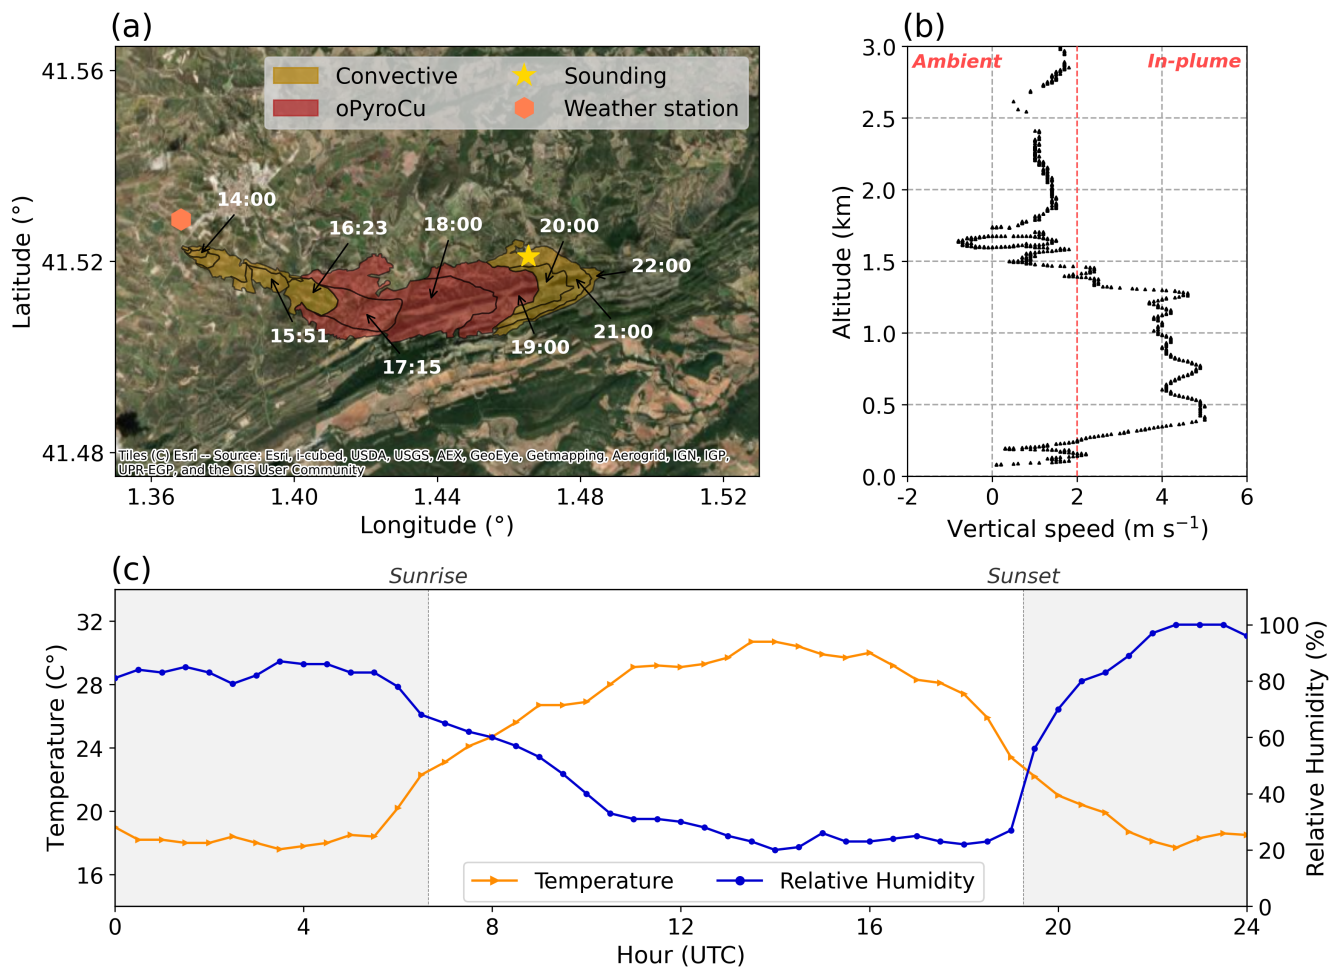 (a)
Convective
oPyroCu
Sounding
Weather station
14:00
16:23
18:00
20:00
22:00
15:51
17:15
19:00
21:00
Tiles (C) Esri -- Source: Esri, i-cubed, USDA, USGS, AEX, GeoEye, Getmapping, Aerogrid, IGN, IGP,
UPR-EGP, and the GIS User Community
41.56
41.52
41.48
Latitude (°)
1.36 1.40 1.44 1.48 1.52
Longitude (°)
(b)
Ambient In-plume
3.0
2.5
2.0
1.5
1.0
0.5
0.0
Altitude (km)
-2 0 2 4 6
Vertical speed (m s⁻¹)
(c)
Sunrise Sunset
32
28
24
20
16
Temperature (C°)
100
80
60
40
20
0
Relative Humidity (%)
Temperature Relative Humidity
0 4 8 12 16 20 24
Hour (UTC)